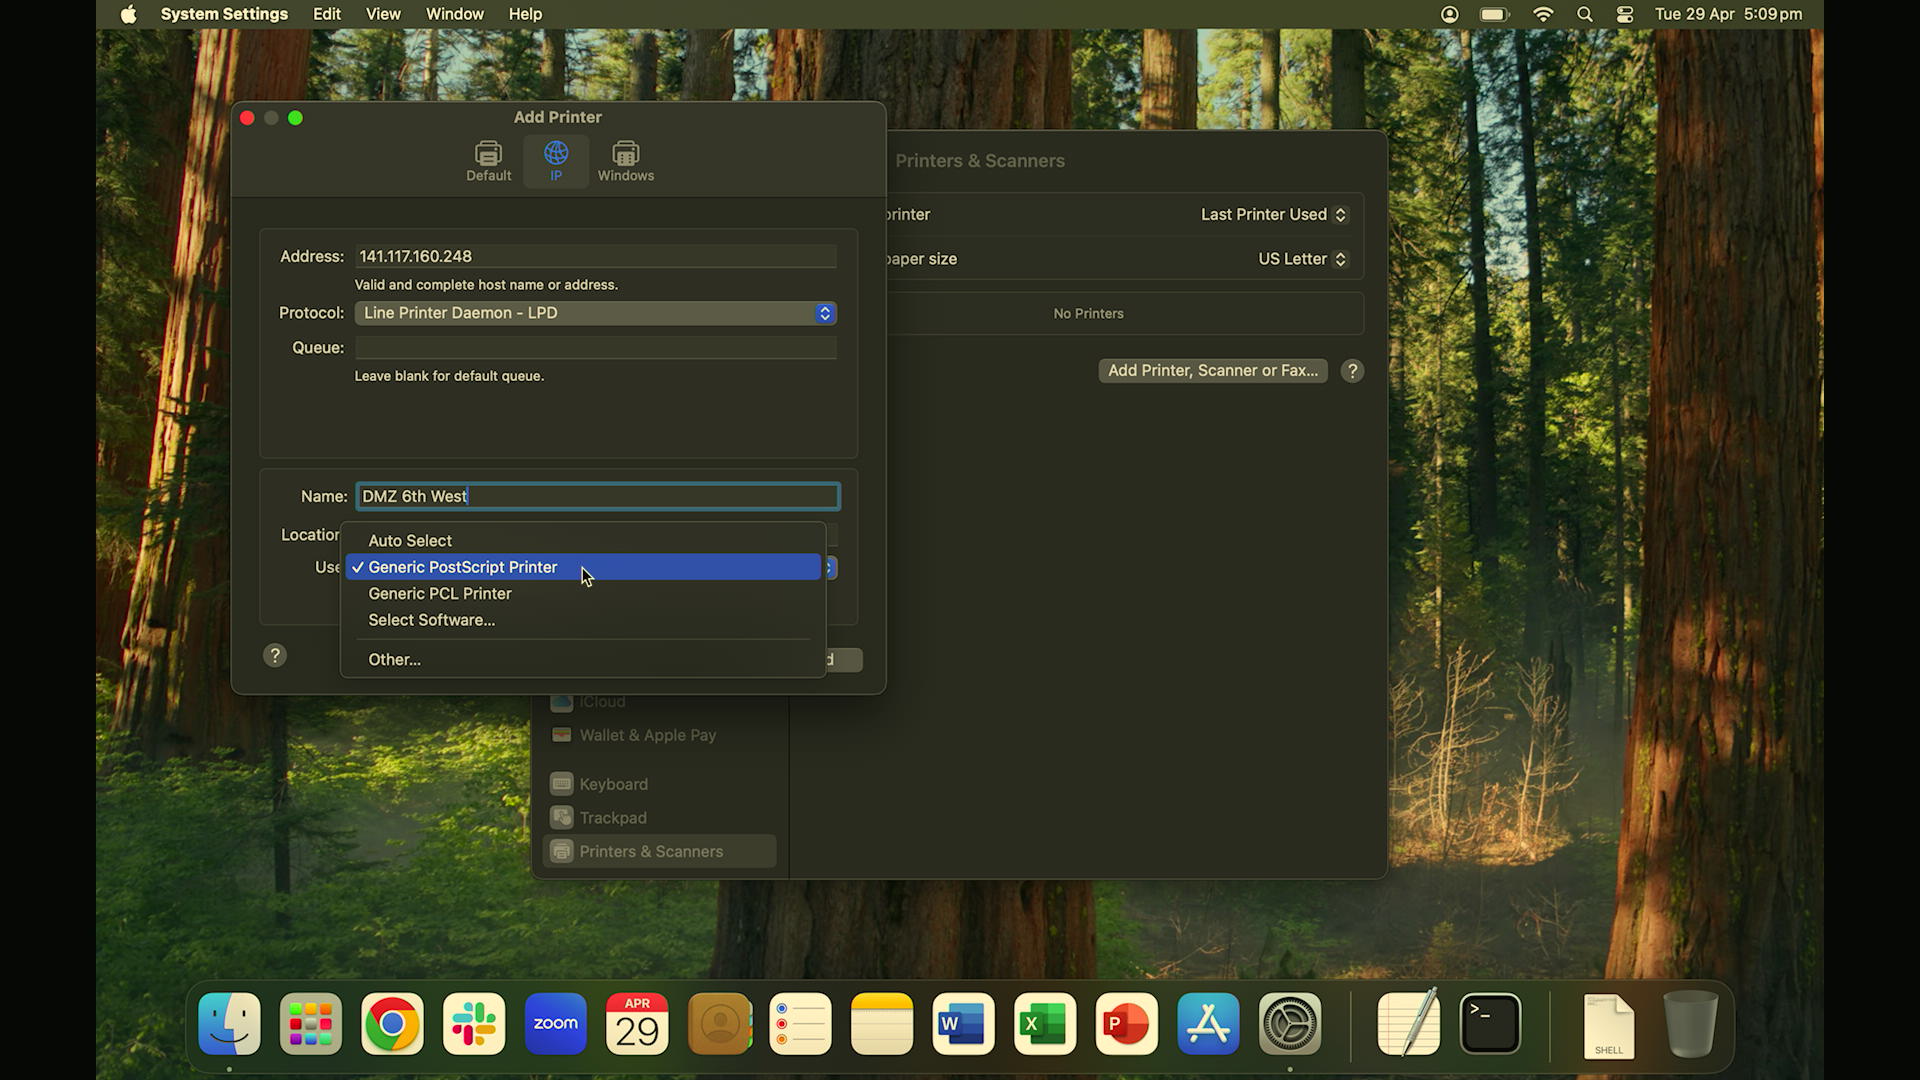 System Settings Edit View Window Help
Tue 29 Apr 5:09 pm
Add Printer
Default IP Windows
Address: 141.117.160.248
Valid and complete host name or address.
Protocol: Line Printer Daemon - LPD
Queue:
Leave blank for default queue.
Name: DMZ 6th West
Location
Use
Auto Select
✓ Generic PostScript Printer
Generic PCL Printer
Select Software...
Other...
?
d
Printers & Scanners
printer Last Printer Used
paper size US Letter
No Printers
Add Printer, Scanner or Fax... ?
iCloud
Wallet & Apple Pay
Keyboard
Trackpad
Printers & Scanners
zoom
APR
29
W
X
P
>_
SHELL